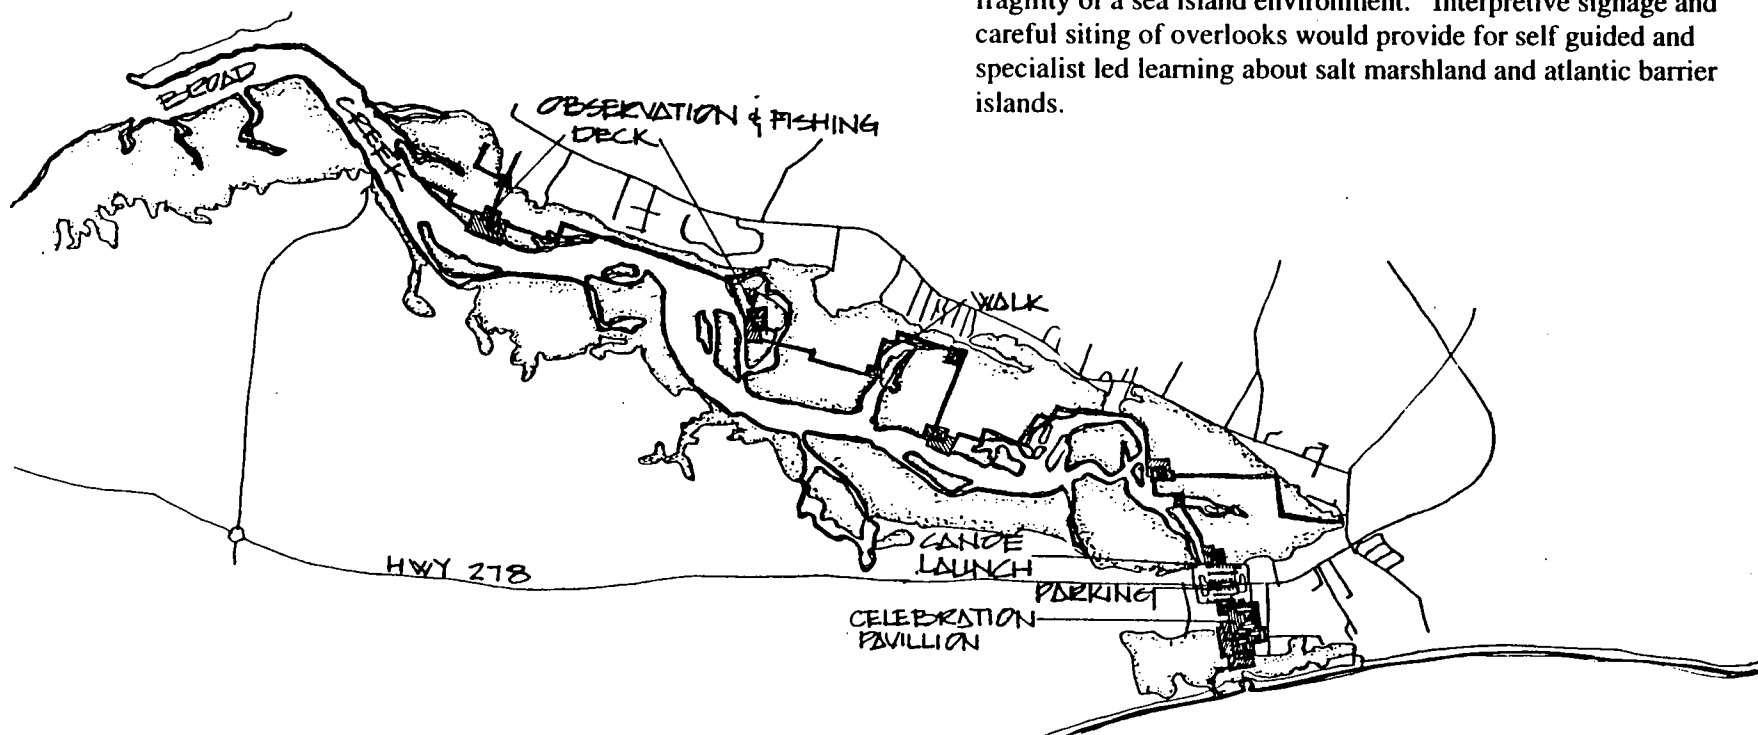 fragility of a sea island environment. Interpretive signage and
careful siting of overlooks would provide for self guided and
specialist led learning about salt marshland and atlantic barrier
islands.
BROAD
CREEK
OBSERVATION & FISHING
DECK
WALK
CANOE
LAUNCH
HWY 278
PARKING
CELEBRATION
PAVILLION